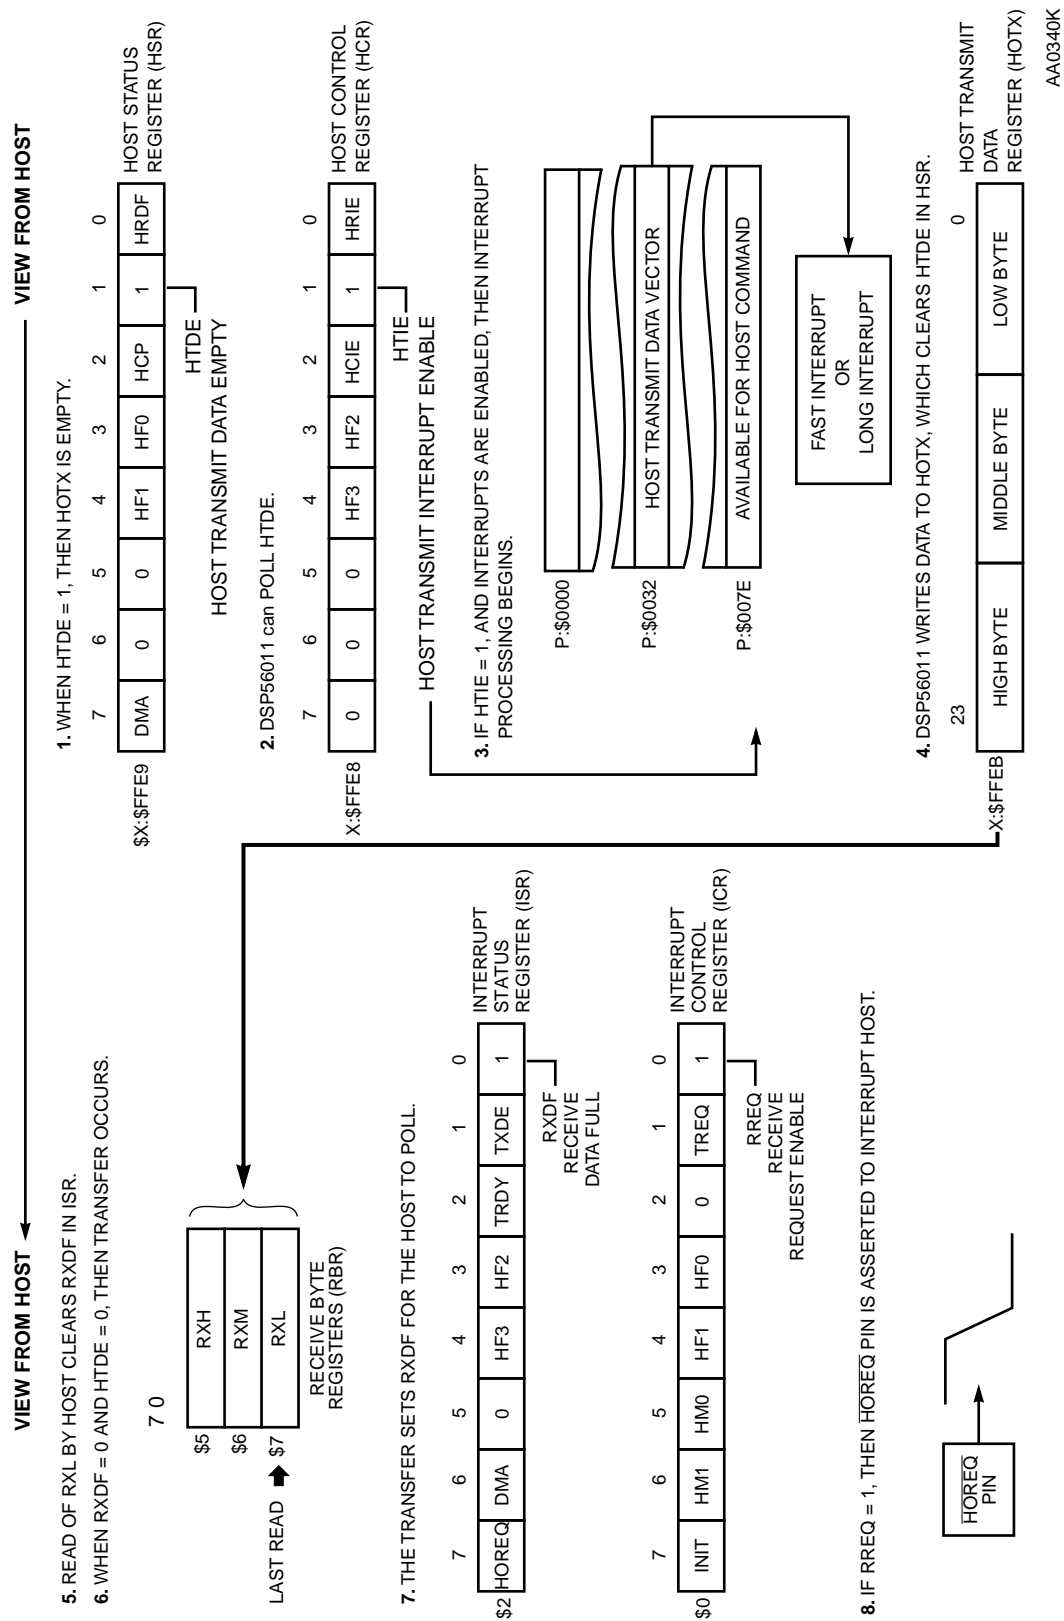 VIEW FROM HOST
VIEW FROM HOST
5. READ OF RXL BY HOST CLEARS RXDF IN ISR.
6. WHEN RXDF = 0 AND HTDE = 0, THEN TRANSFER OCCURS.
7 0
$5 RXH
$6 RXM
LAST READ $7 RXL
RECEIVE BYTE
REGISTERS (RBR)
7. THE TRANSFER SETS RXDF FOR THE HOST TO POLL.
7 6 5 4 3 2 1 0
$2 HOREQ DMA 0 HF3 HF2 TRDY TXDE 1
INTERRUPT
STATUS
REGISTER (ISR)
RXDF
RECEIVE
DATA FULL
7 6 5 4 3 2 1 0
$0 INIT HM1 HM0 HF1 HF0 0 TREQ 1
INTERRUPT
CONTROL
REGISTER (ICR)
RREQ
RECEIVE
REQUEST ENABLE
8. IF RREQ = 1, THEN HOREQ PIN IS ASSERTED TO INTERRUPT HOST.
HOREQ
PIN
1. WHEN HTDE = 1, THEN HOTX IS EMPTY.
7 6 5 4 3 2 1 0
$X:$FFE9 DMA 0 0 HF1 HF0 HCP 1 HRDF
HOST STATUS
REGISTER (HSR)
HTDE
HOST TRANSMIT DATA EMPTY
2. DSP56011 can POLL HTDE.
7 6 5 4 3 2 1 0
X:$FFE8 0 0 0 HF3 HF2 HCIE 1 HRIE
HOST CONTROL
REGISTER (HCR)
HTIE
HOST TRANSMIT INTERRUPT ENABLE
3. IF HTIE = 1, AND INTERRUPTS ARE ENABLED, THEN INTERRUPT
PROCESSING BEGINS.
P:$0000
P:$0032 HOST TRANSMIT DATA VECTOR
P:$007E AVAILABLE FOR HOST COMMAND
FAST INTERRUPT
OR
LONG INTERRUPT
4. DSP56011 WRITES DATA TO HOTX, WHICH CLEARS HTDE IN HSR.
23 0
X:$FFEB HIGH BYTE MIDDLE BYTE LOW BYTE
HOST TRANSMIT
DATA
REGISTER (HOTX)
AA0340K